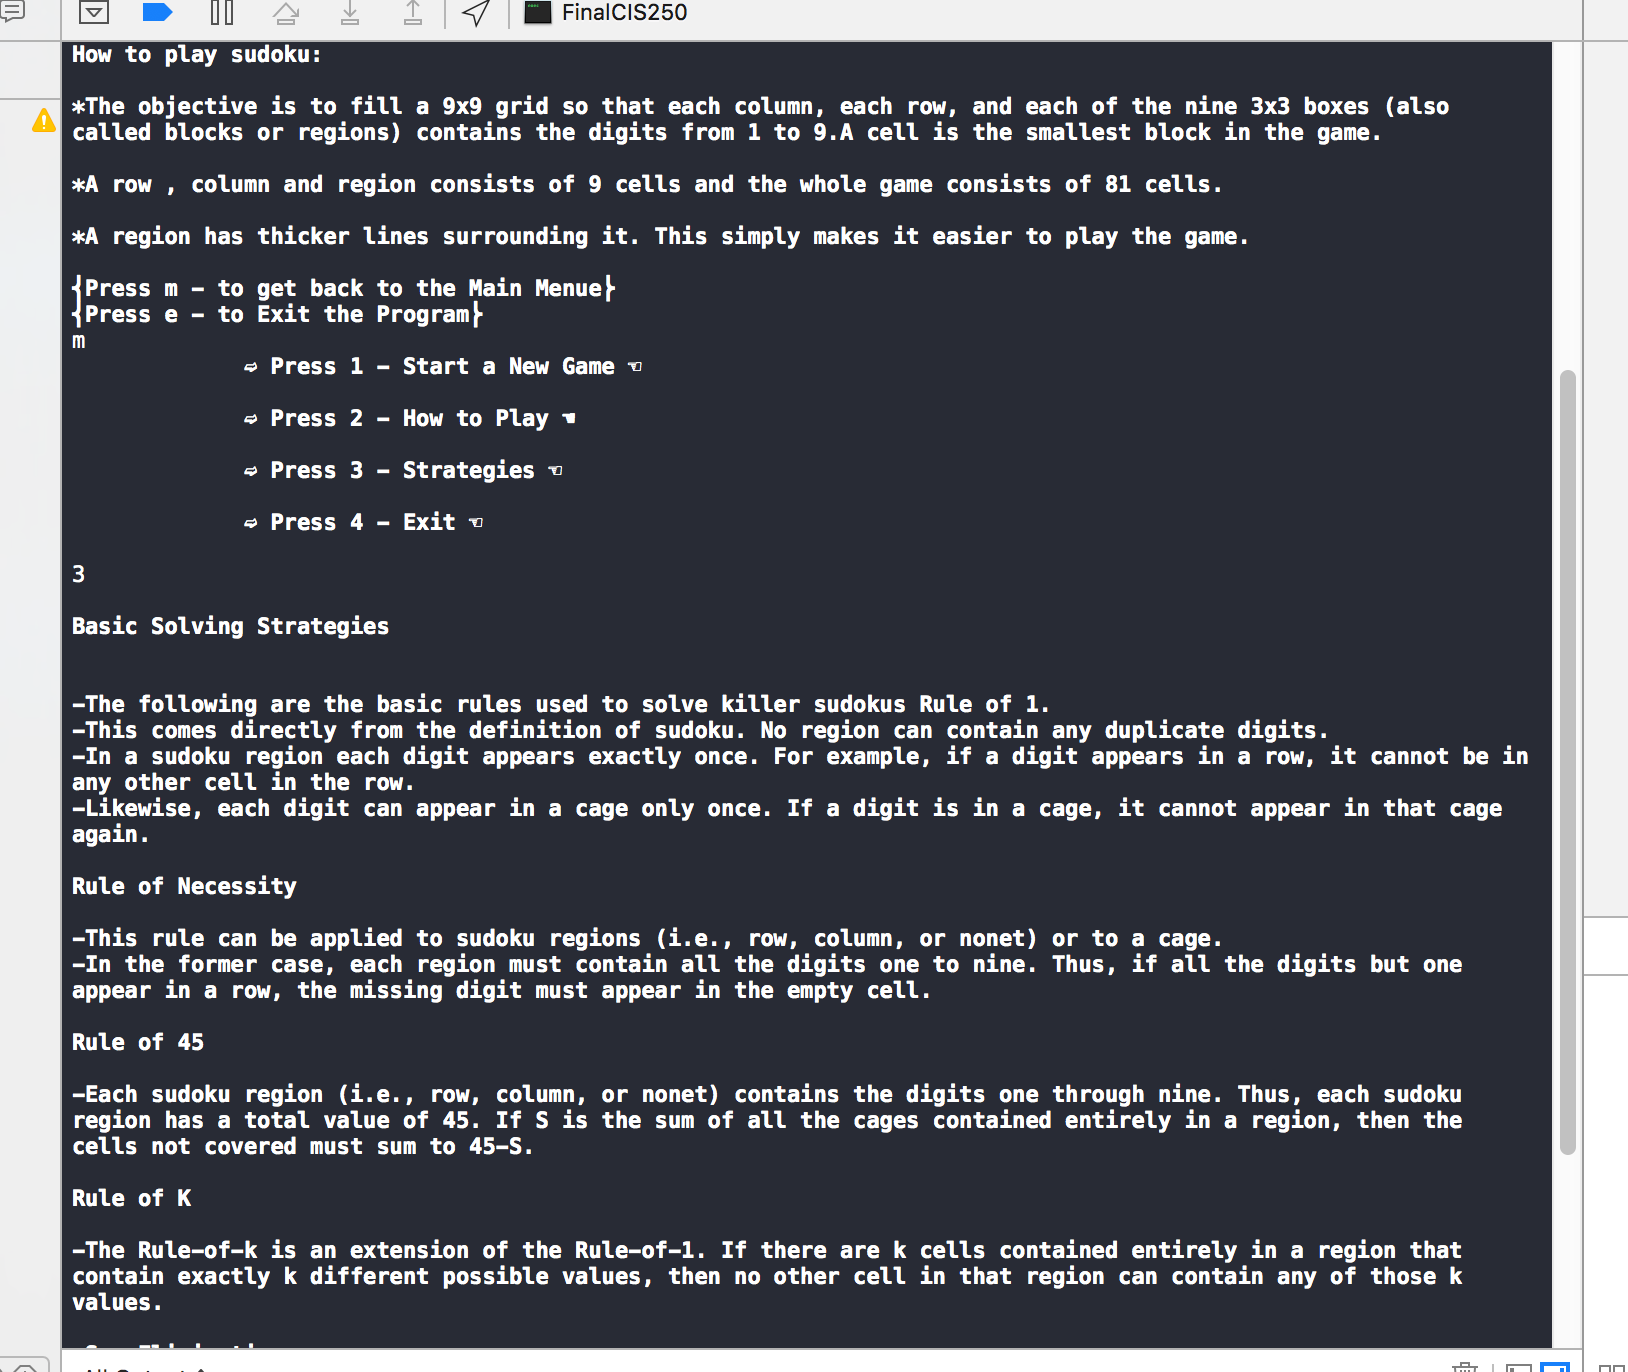 FinalCIS250
How to play sudoku:
*The objective is to fill a 9x9 grid so that each column, each row, and each of the nine 3x3 boxes (also
called blocks or regions) contains the digits from 1 to 9.A cell is the smallest block in the game.
*A row , column and region consists of 9 cells and the whole game consists of 81 cells.
*A region has thicker lines surrounding it. This simply makes it easier to play the game.
{Press m – to get back to the Main Menue}
{Press e – to Exit the Program}
m
➩ Press 1 – Start a New Game ☜
➩ Press 2 – How to Play ☚
➩ Press 3 – Strategies ☜
➩ Press 4 – Exit ☜
3
Basic Solving Strategies
–The following are the basic rules used to solve killer sudokus Rule of 1.
–This comes directly from the definition of sudoku. No region can contain any duplicate digits.
–In a sudoku region each digit appears exactly once. For example, if a digit appears in a row, it cannot be in
any other cell in the row.
–Likewise, each digit can appear in a cage only once. If a digit is in a cage, it cannot appear in that cage
again.
Rule of Necessity
–This rule can be applied to sudoku regions (i.e., row, column, or nonet) or to a cage.
–In the former case, each region must contain all the digits one to nine. Thus, if all the digits but one
appear in a row, the missing digit must appear in the empty cell.
Rule of 45
–Each sudoku region (i.e., row, column, or nonet) contains the digits one through nine. Thus, each sudoku
region has a total value of 45. If S is the sum of all the cages contained entirely in a region, then the
cells not covered must sum to 45–S.
Rule of K
–The Rule–of–k is an extension of the Rule–of–1. If there are k cells contained entirely in a region that
contain exactly k different possible values, then no other cell in that region can contain any of those k
values.